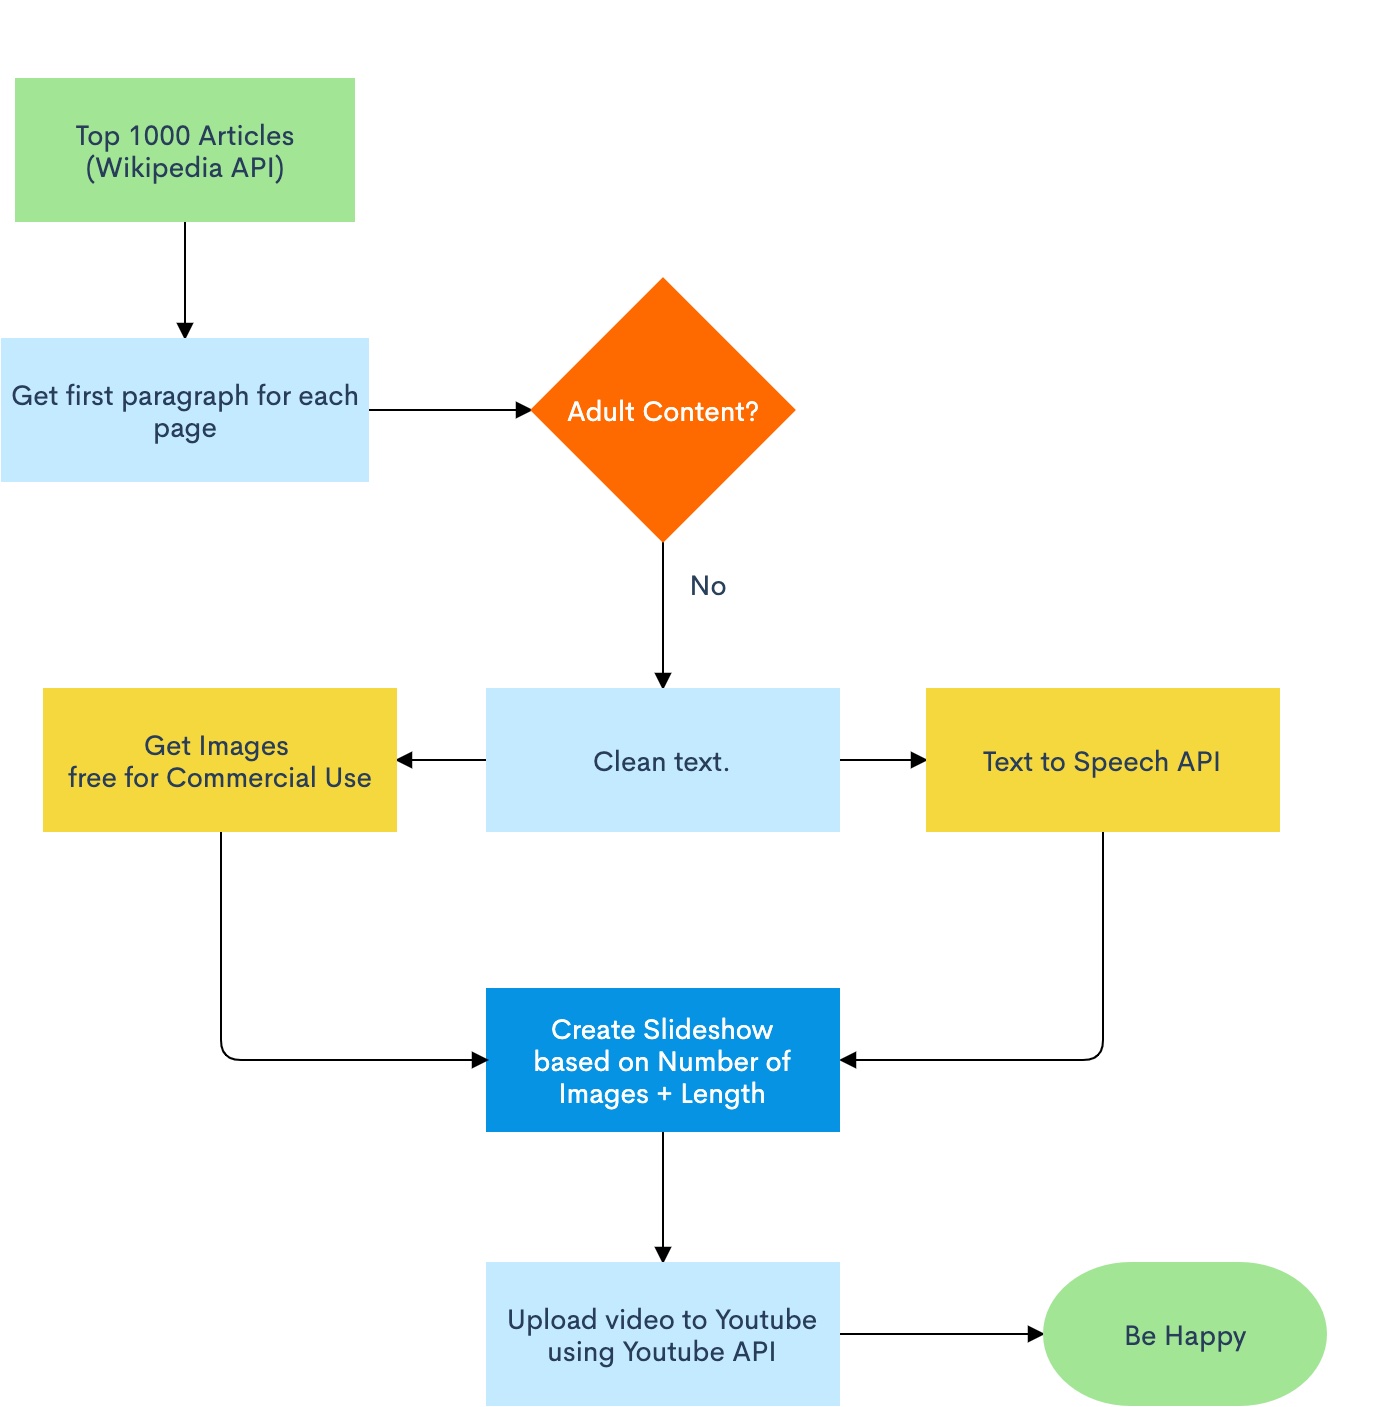 Top 1000 Articles
(Wikipedia API)
Get first paragraph for each
page
Adult Content?
No
Get Images
free for Commercial Use
Clean text.
Text to Speech API
Create Slideshow
based on Number of
Images + Length
Upload video to Youtube
using Youtube API
Be Happy